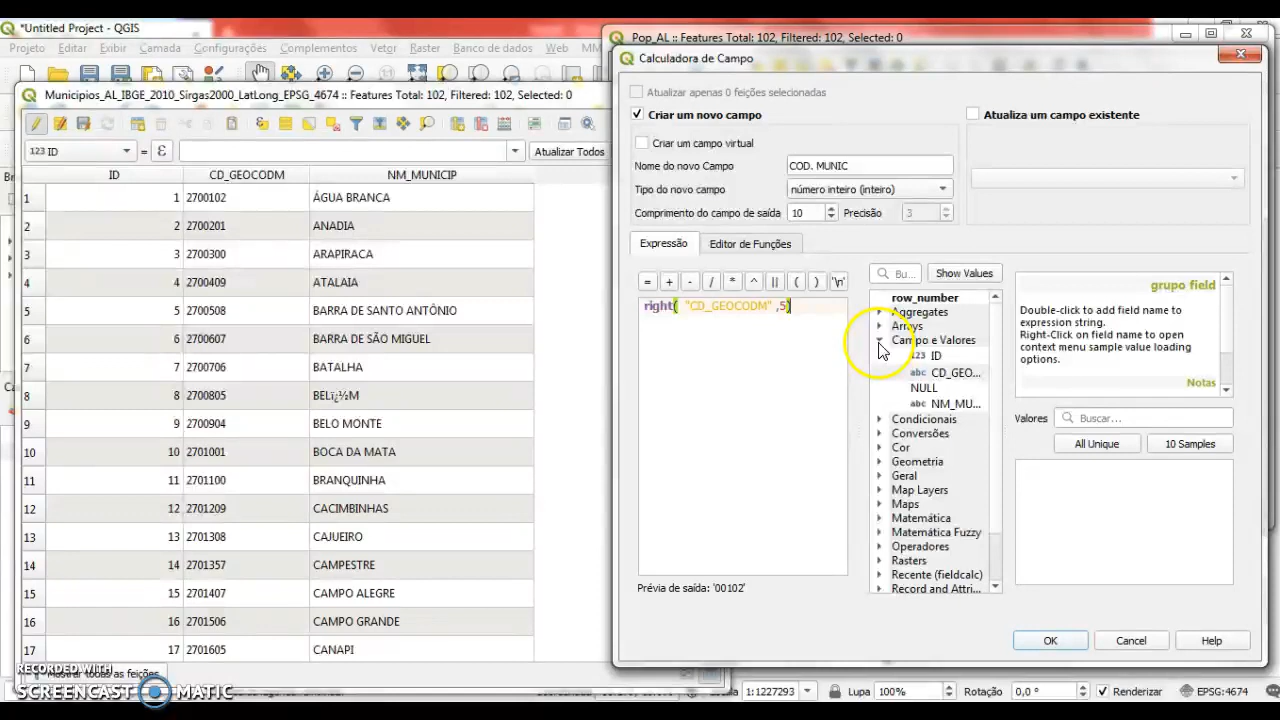 *Untitled Project - QGIS
Projeto Editar Exibir Camada Configurações Complementos Vetor Raster Banco de dados Web MM
Pop_AL :: Features Total: 102, Filtered: 102, Selected: 0
Municipios_AL_IBGE_2010_Sirgas2000_LatLong_EPSG_4674 :: Features Total: 102, Filtered: 102, Selected: 0
123 ID = ε Atualizar Todos
ID CD_GEOCODM NM_MUNICIP
1 1 2700102 ÁGUA BRANCA
2 2 2700201 ANADIA
3 3 2700300 ARAPIRACA
4 4 2700409 ATALAIA
5 5 2700508 BARRA DE SANTO ANTÔNIO
6 6 2700607 BARRA DE SÃO MIGUEL
7 7 2700706 BATALHA
8 8 2700805 BELï¿½M
9 9 2700904 BELO MONTE
10 10 2701001 BOCA DA MATA
11 11 2701100 BRANQUINHA
12 12 2701209 CACIMBINHAS
13 13 2701308 CAJUEIRO
14 14 2701357 CAMPESTRE
15 15 2701407 CAMPO ALEGRE
16 16 2701506 CAMPO GRANDE
17 17 2701605 CANAPI
Mostrar todas as feições
RECORDED WITH
SCREENCAST MATIC
Calculadora de Campo
Atualizar apenas 0 feições selecionadas
Criar um novo campo
Atualiza um campo existente
Criar um campo virtual
Nome do novo Campo COD. MUNIC
Tipo do novo campo número inteiro (inteiro)
Comprimento do campo de saída 10 Precisão 3
Expressão Editor de Funções
= + - / * ^ || ( ) '\n'
right( "CD_GEOCODM" ,5)
Prévia de saída: '00102'
Bu... Show Values
row_number
Aggregates
Arrays
Campo e Valores
123 ID
abc CD_GEO...
NULL
abc NM_MU...
Condicionais
Conversões
Cor
Geometria
Geral
Map Layers
Maps
Matemática
Matemática Fuzzy
Operadores
Rasters
Recente (fieldcalc)
Record and Attri...
grupo field
Double-click to add field name to
expression string.
Right-Click on field name to open
context menu sample value loading
options.
Notas
Valores Buscar...
All Unique 10 Samples
OK Cancel Help
1:1227293 Lupa 100% Rotação 0,0 ° Renderizar EPSG:4674